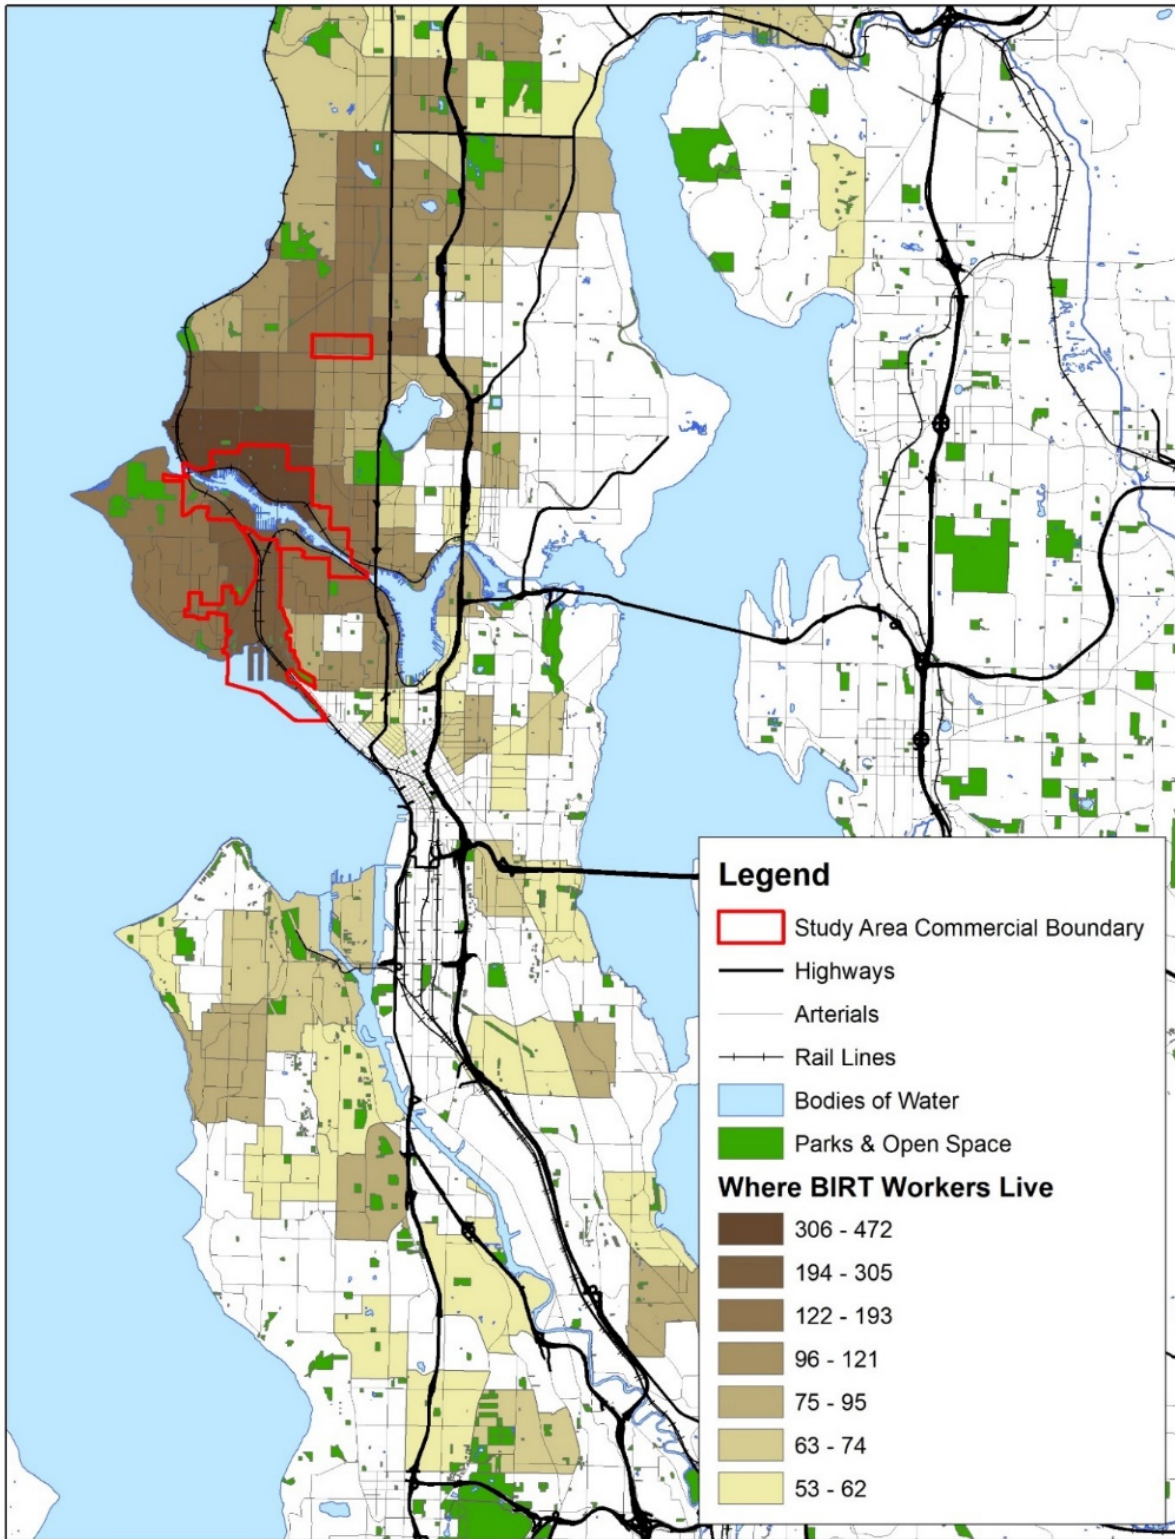 Legend
Study Area Commercial Boundary
Highways
Arterials
Rail Lines
Bodies of Water
Parks & Open Space
Where BIRT Workers Live
306 - 472
194 - 305
122 - 193
96 - 121
75 - 95
63 - 74
53 - 62